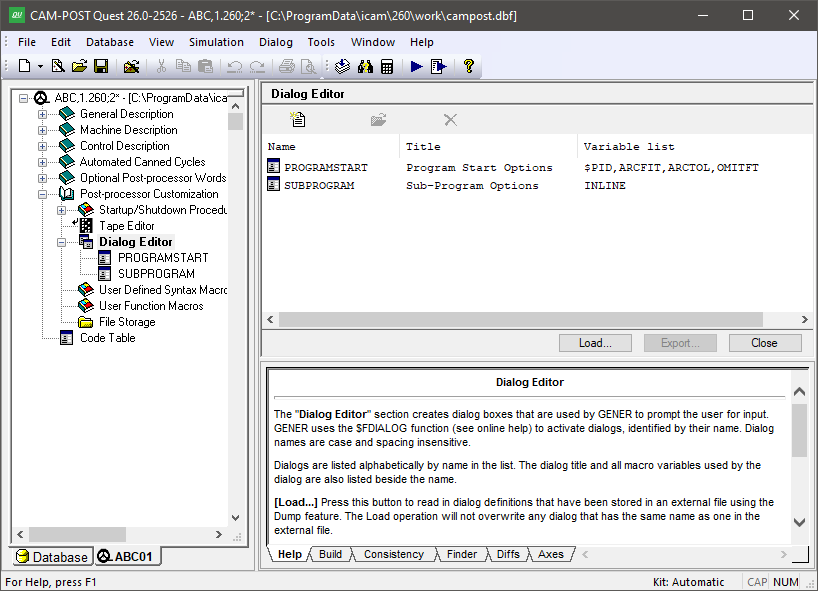 CAM-POST Quest 26.0-2526 - ABC,1.260;2* - [C:\ProgramData\icam\260\work\campost.dbf]
File Edit Database View Simulation Dialog Tools Window Help
ABC,1.260;2* - [C:\ProgramData\ica
General Description
Machine Description
Control Description
Automated Canned Cycles
Optional Post-processor Words
Post-processor Customization
Startup/Shutdown Procedu
Tape Editor
Dialog Editor
PROGRAMSTART
SUBPROGRAM
User Defined Syntax Macro
User Function Macros
File Storage
Code Table
Database ABC01
Dialog Editor
Name Title Variable list
PROGRAMSTART Program Start Options $PID,ARCFIT,ARCTOL,OMITFT
SUBPROGRAM Sub-Program Options INLINE
Load... Export... Close
Dialog Editor
The "Dialog Editor" section creates dialog boxes that are used by GENER to prompt the user for input.
GENER uses the $FDIALOG function (see online help) to activate dialogs, identified by their name. Dialog
names are case and spacing insensitive.
Dialogs are listed alphabetically by name in the list. The dialog title and all macro variables used by the
dialog are also listed beside the name.
[Load...] Press this button to read in dialog definitions that have been stored in an external file using the
Dump feature. The Load operation will not overwrite any dialog that has the same name as one in the
external file.
Help Build Consistency Finder Diffs Axes
For Help, press F1 Kit: Automatic CAP NUM